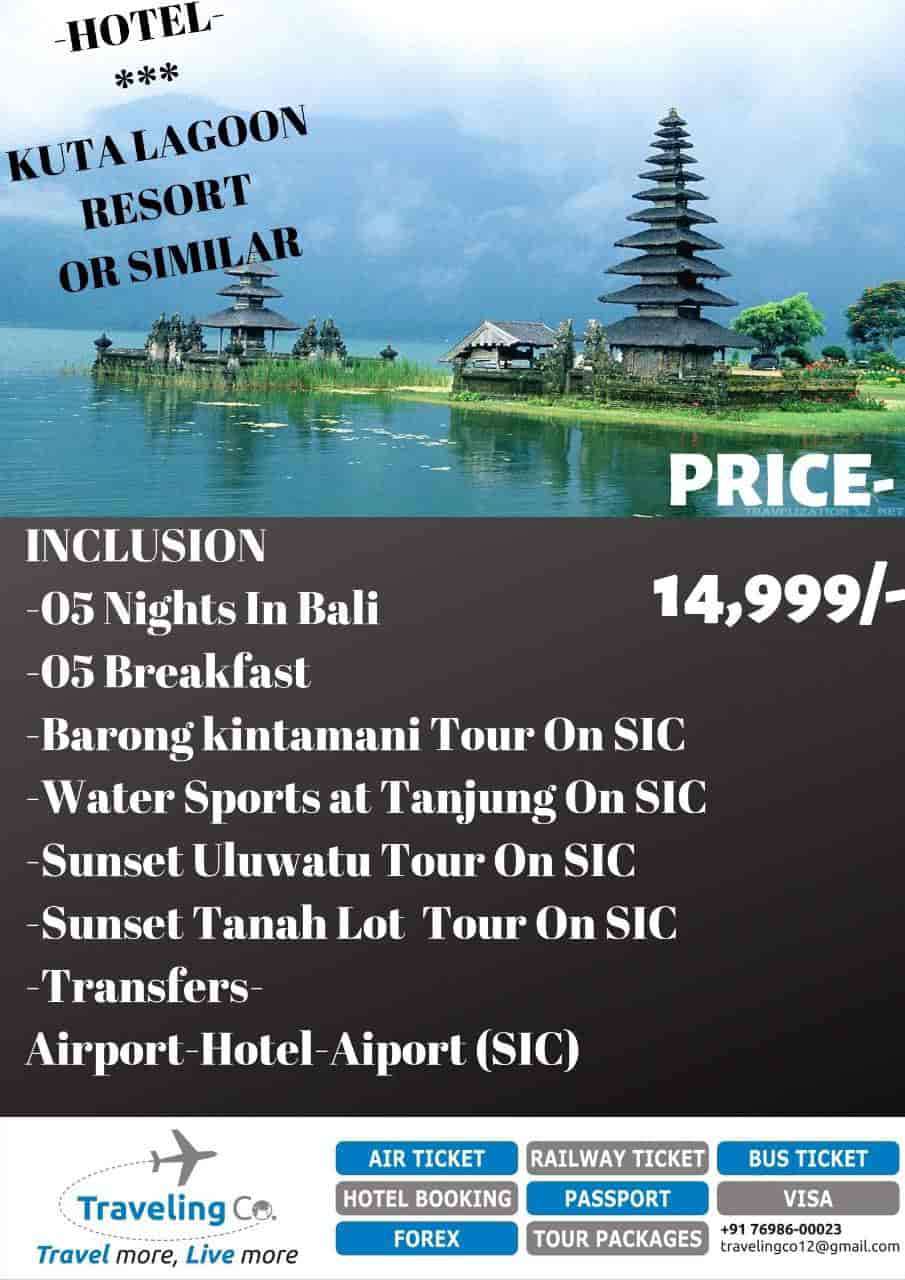 -HOTEL-
***
KUTA LAGOON
RESORT
OR SIMILAR
PRICE-
14,999/-
INCLUSION
-05 Nights In Bali
-05 Breakfast
-Barong kintamani Tour On SIC
-Water Sports at Tanjung On SIC
-Sunset Uluwatu Tour On SIC
-Sunset Tanah Lot Tour On SIC
-Transfers-
Airport-Hotel-Aiport (SIC)
Traveling Co.
Travel more, Live more
AIR TICKET
RAILWAY TICKET
BUS TICKET
HOTEL BOOKING
PASSPORT
VISA
FOREX
TOUR PACKAGES
+91 76986-00023
travelingco12@gmail.com